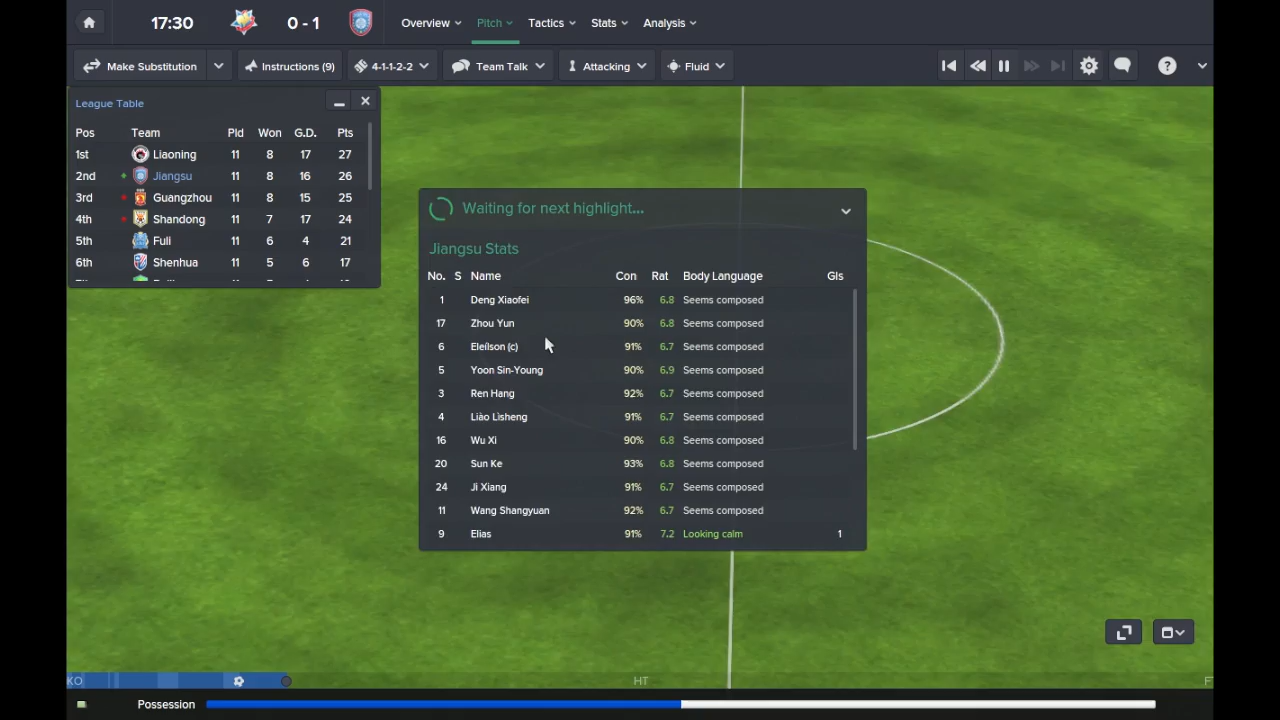 17:30 0 - 1 Overview Pitch Tactics Stats Analysis
Make Substitution Instructions (9) 4-1-1-2-2 Team Talk Attacking Fluid ?
League Table
Pos Team Pld Won G.D. Pts
1st Liaoning 11 8 17 27
2nd Jiangsu 11 8 16 26
3rd Guangzhou 11 8 15 25
4th Shandong 11 7 17 24
5th Fuli 11 6 4 21
6th Shenhua 11 5 6 17
Waiting for next highlight...
Jiangsu Stats
No. S Name Con Rat Body Language Gls
1 Deng Xiaofei 96% 6.8 Seems composed
17 Zhou Yun 90% 6.8 Seems composed
6 Eleílson (c) 91% 6.7 Seems composed
5 Yoon Sin-Young 90% 6.9 Seems composed
3 Ren Hang 92% 6.7 Seems composed
4 Liào Lìsheng 91% 6.7 Seems composed
16 Wu Xi 90% 6.8 Seems composed
20 Sun Ke 93% 6.8 Seems composed
24 Ji Xiang 91% 6.7 Seems composed
11 Wang Shangyuan 92% 6.7 Seems composed
9 Elias 91% 7.2 Looking calm 1
KO HT F
Possession